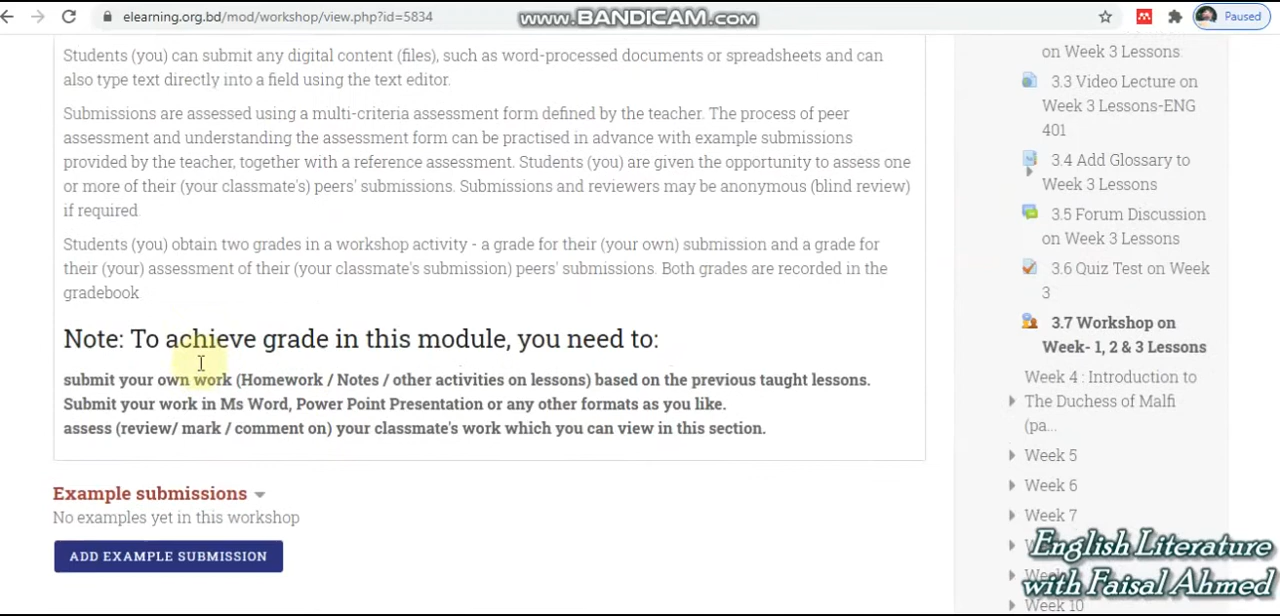 elearning.org.bd/mod/workshop/view.php?id=5834
www.BANDICAM.com
Paused
Students (you) can submit any digital content (files), such as word-processed documents or spreadsheets and can
also type text directly into a field using the text editor.
Submissions are assessed using a multi-criteria assessment form defined by the teacher. The process of peer
assessment and understanding the assessment form can be practised in advance with example submissions
provided by the teacher, together with a reference assessment. Students (you) are given the opportunity to assess one
or more of their (your classmate's) peers' submissions. Submissions and reviewers may be anonymous (blind review)
if required.
Students (you) obtain two grades in a workshop activity - a grade for their (your own) submission and a grade for
their (your) assessment of their (your classmate's submission) peers' submissions. Both grades are recorded in the
gradebook.
Note: To achieve grade in this module, you need to:
submit your own work (Homework / Notes / other activities on lessons) based on the previous taught lessons.
Submit your work in Ms Word, Power Point Presentation or any other formats as you like.
assess (review/ mark / comment on) your classmate's work which you can view in this section.
Example submissions
No examples yet in this workshop
ADD EXAMPLE SUBMISSION
on Week 3 Lessons
3.3 Video Lecture on
Week 3 Lessons-ENG
401
3.4 Add Glossary to
Week 3 Lessons
3.5 Forum Discussion
on Week 3 Lessons
3.6 Quiz Test on Week
3
3.7 Workshop on
Week- 1, 2 & 3 Lessons
Week 4 : Introduction to
The Duchess of Malfi
(pa...
Week 5
Week 6
Week 7
Week 10
English Literature
with Faisal Ahmed